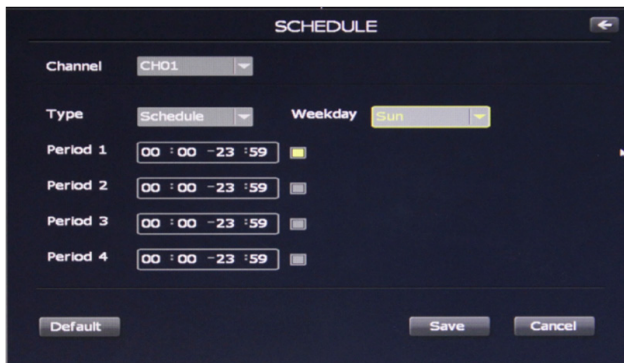 SCHEDULE
Channel CH01
Type Schedule Weekday Sun
Period 1 00 : 00 - 23 : 59
Period 2 00 : 00 - 23 : 59
Period 3 00 : 00 - 23 : 59
Period 4 00 : 00 - 23 : 59
Default Save Cancel